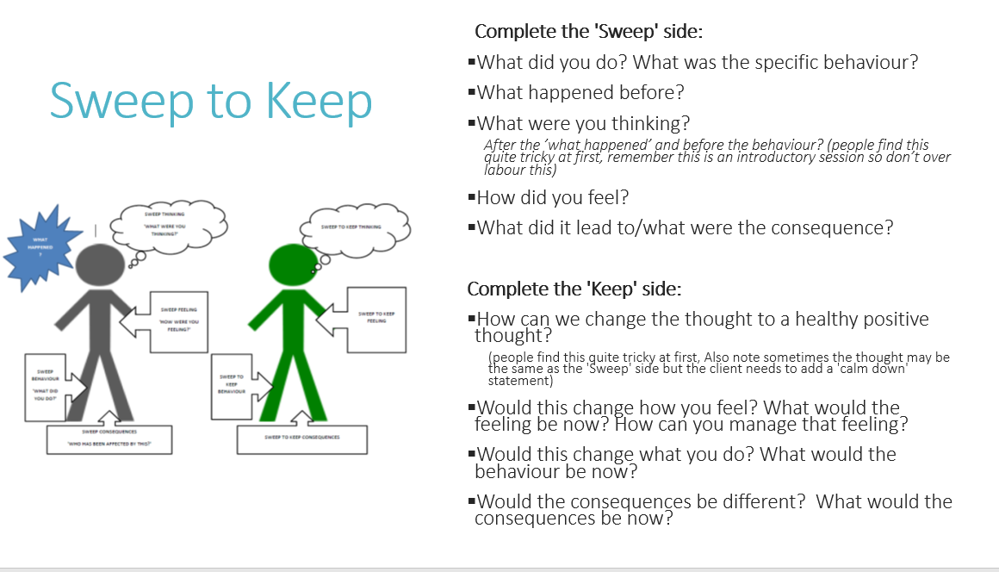 Sweep to Keep
WHAT
HAPPENED
?
SWEEP THINKING
'WHAT WERE YOU
THINKING?'
SWEEP FEELING
'HOW WERE YOU
FEELING?'
SWEEP
BEHAVIOUR
'WHAT DID
YOU DO?'
SWEEP CONSEQUENCES
'WHO HAS BEEN AFFECTED BY THIS?'
SWEEP TO KEEP THINKING
SWEEP TO KEEP
FEELING
SWEEP TO
KEEP
BEHAVIOUR
SWEEP TO KEEP CONSEQUENCES
Complete the 'Sweep' side:
▪What did you do? What was the specific behaviour?
▪What happened before?
▪What were you thinking?
After the ’what happened’ and before the behaviour? (people find this
quite tricky at first, remember this is an introductory session so don’t over
labour this)
▪How did you feel?
▪What did it lead to/what were the consequence?
Complete the 'Keep' side:
▪How can we change the thought to a healthy positive
thought?
(people find this quite tricky at first, Also note sometimes the thought may be
the same as the 'Sweep' side but the client needs to add a 'calm down'
statement)
▪Would this change how you feel? What would the
feeling be now? How can you manage that feeling?
▪Would this change what you do? What would the
behaviour be now?
▪Would the consequences be different?  What would the
consequences be now?